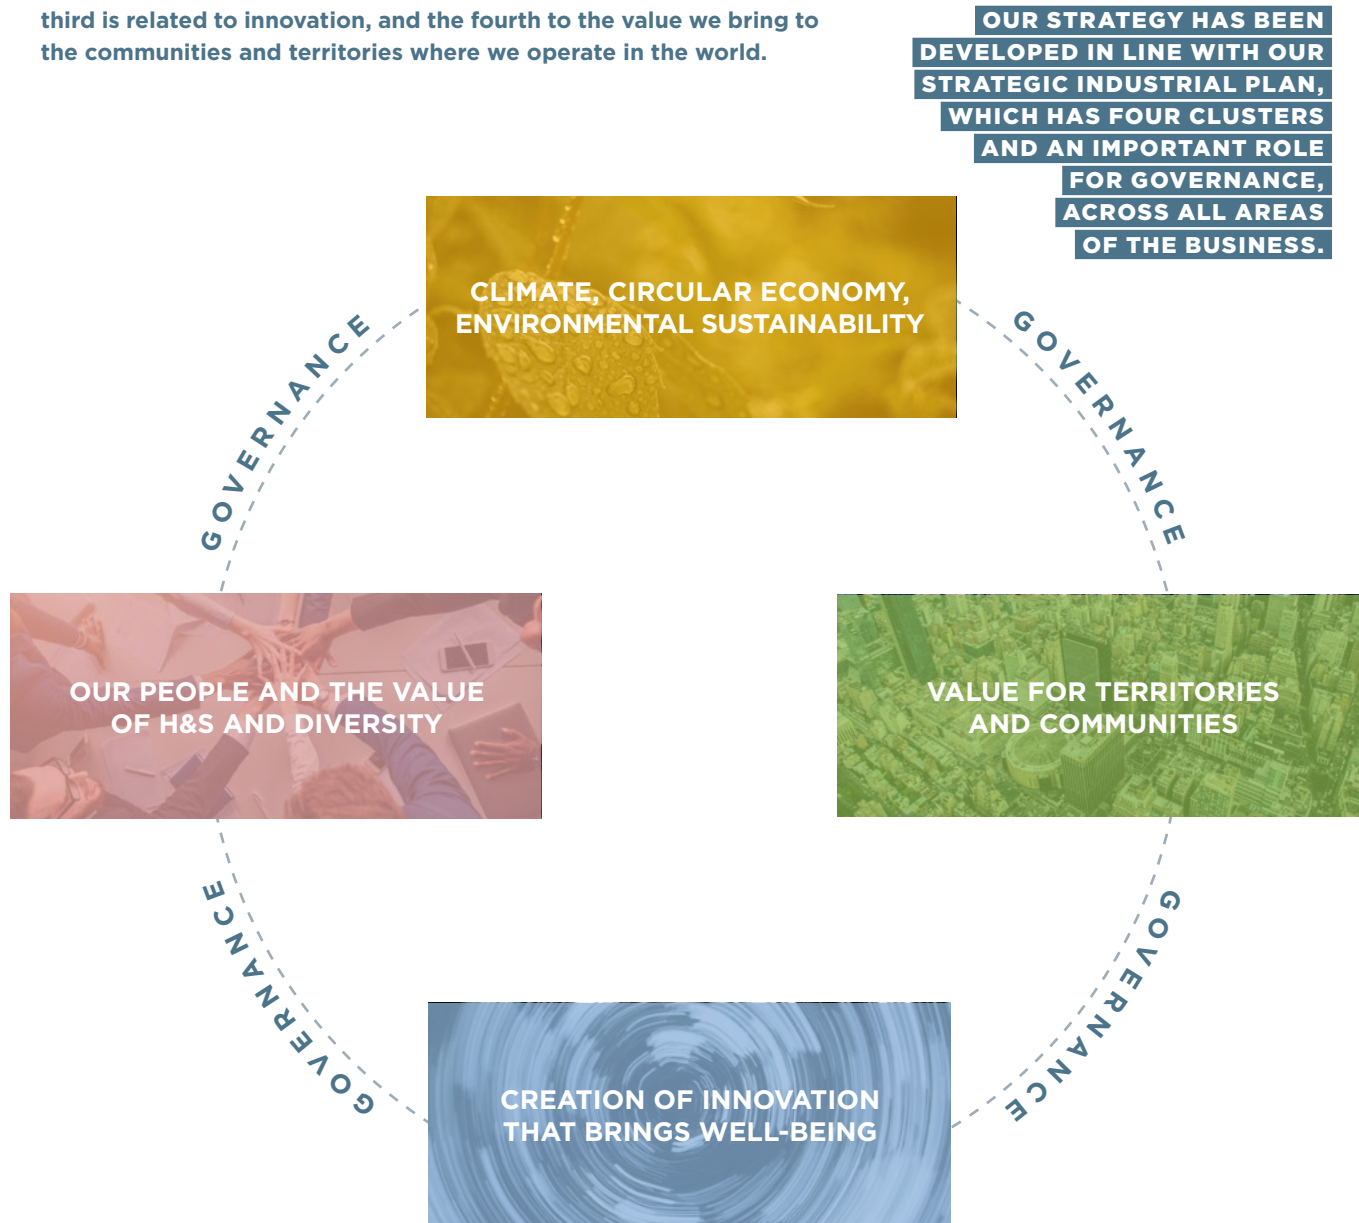 third is related to innovation, and the fourth to the value we bring to
the communities and territories where we operate in the world.
OUR STRATEGY HAS BEEN
DEVELOPED IN LINE WITH OUR
STRATEGIC INDUSTRIAL PLAN,
WHICH HAS FOUR CLUSTERS
AND AN IMPORTANT ROLE
FOR GOVERNANCE,
ACROSS ALL AREAS
OF THE BUSINESS.
CLIMATE, CIRCULAR ECONOMY,
ENVIRONMENTAL SUSTAINABILITY
GOVERNANCE
GOVERNANCE
OUR PEOPLE AND THE VALUE
OF H&S AND DIVERSITY
VALUE FOR TERRITORIES
AND COMMUNITIES
GOVERNANCE
GOVERNANCE
CREATION OF INNOVATION
THAT BRINGS WELL-BEING